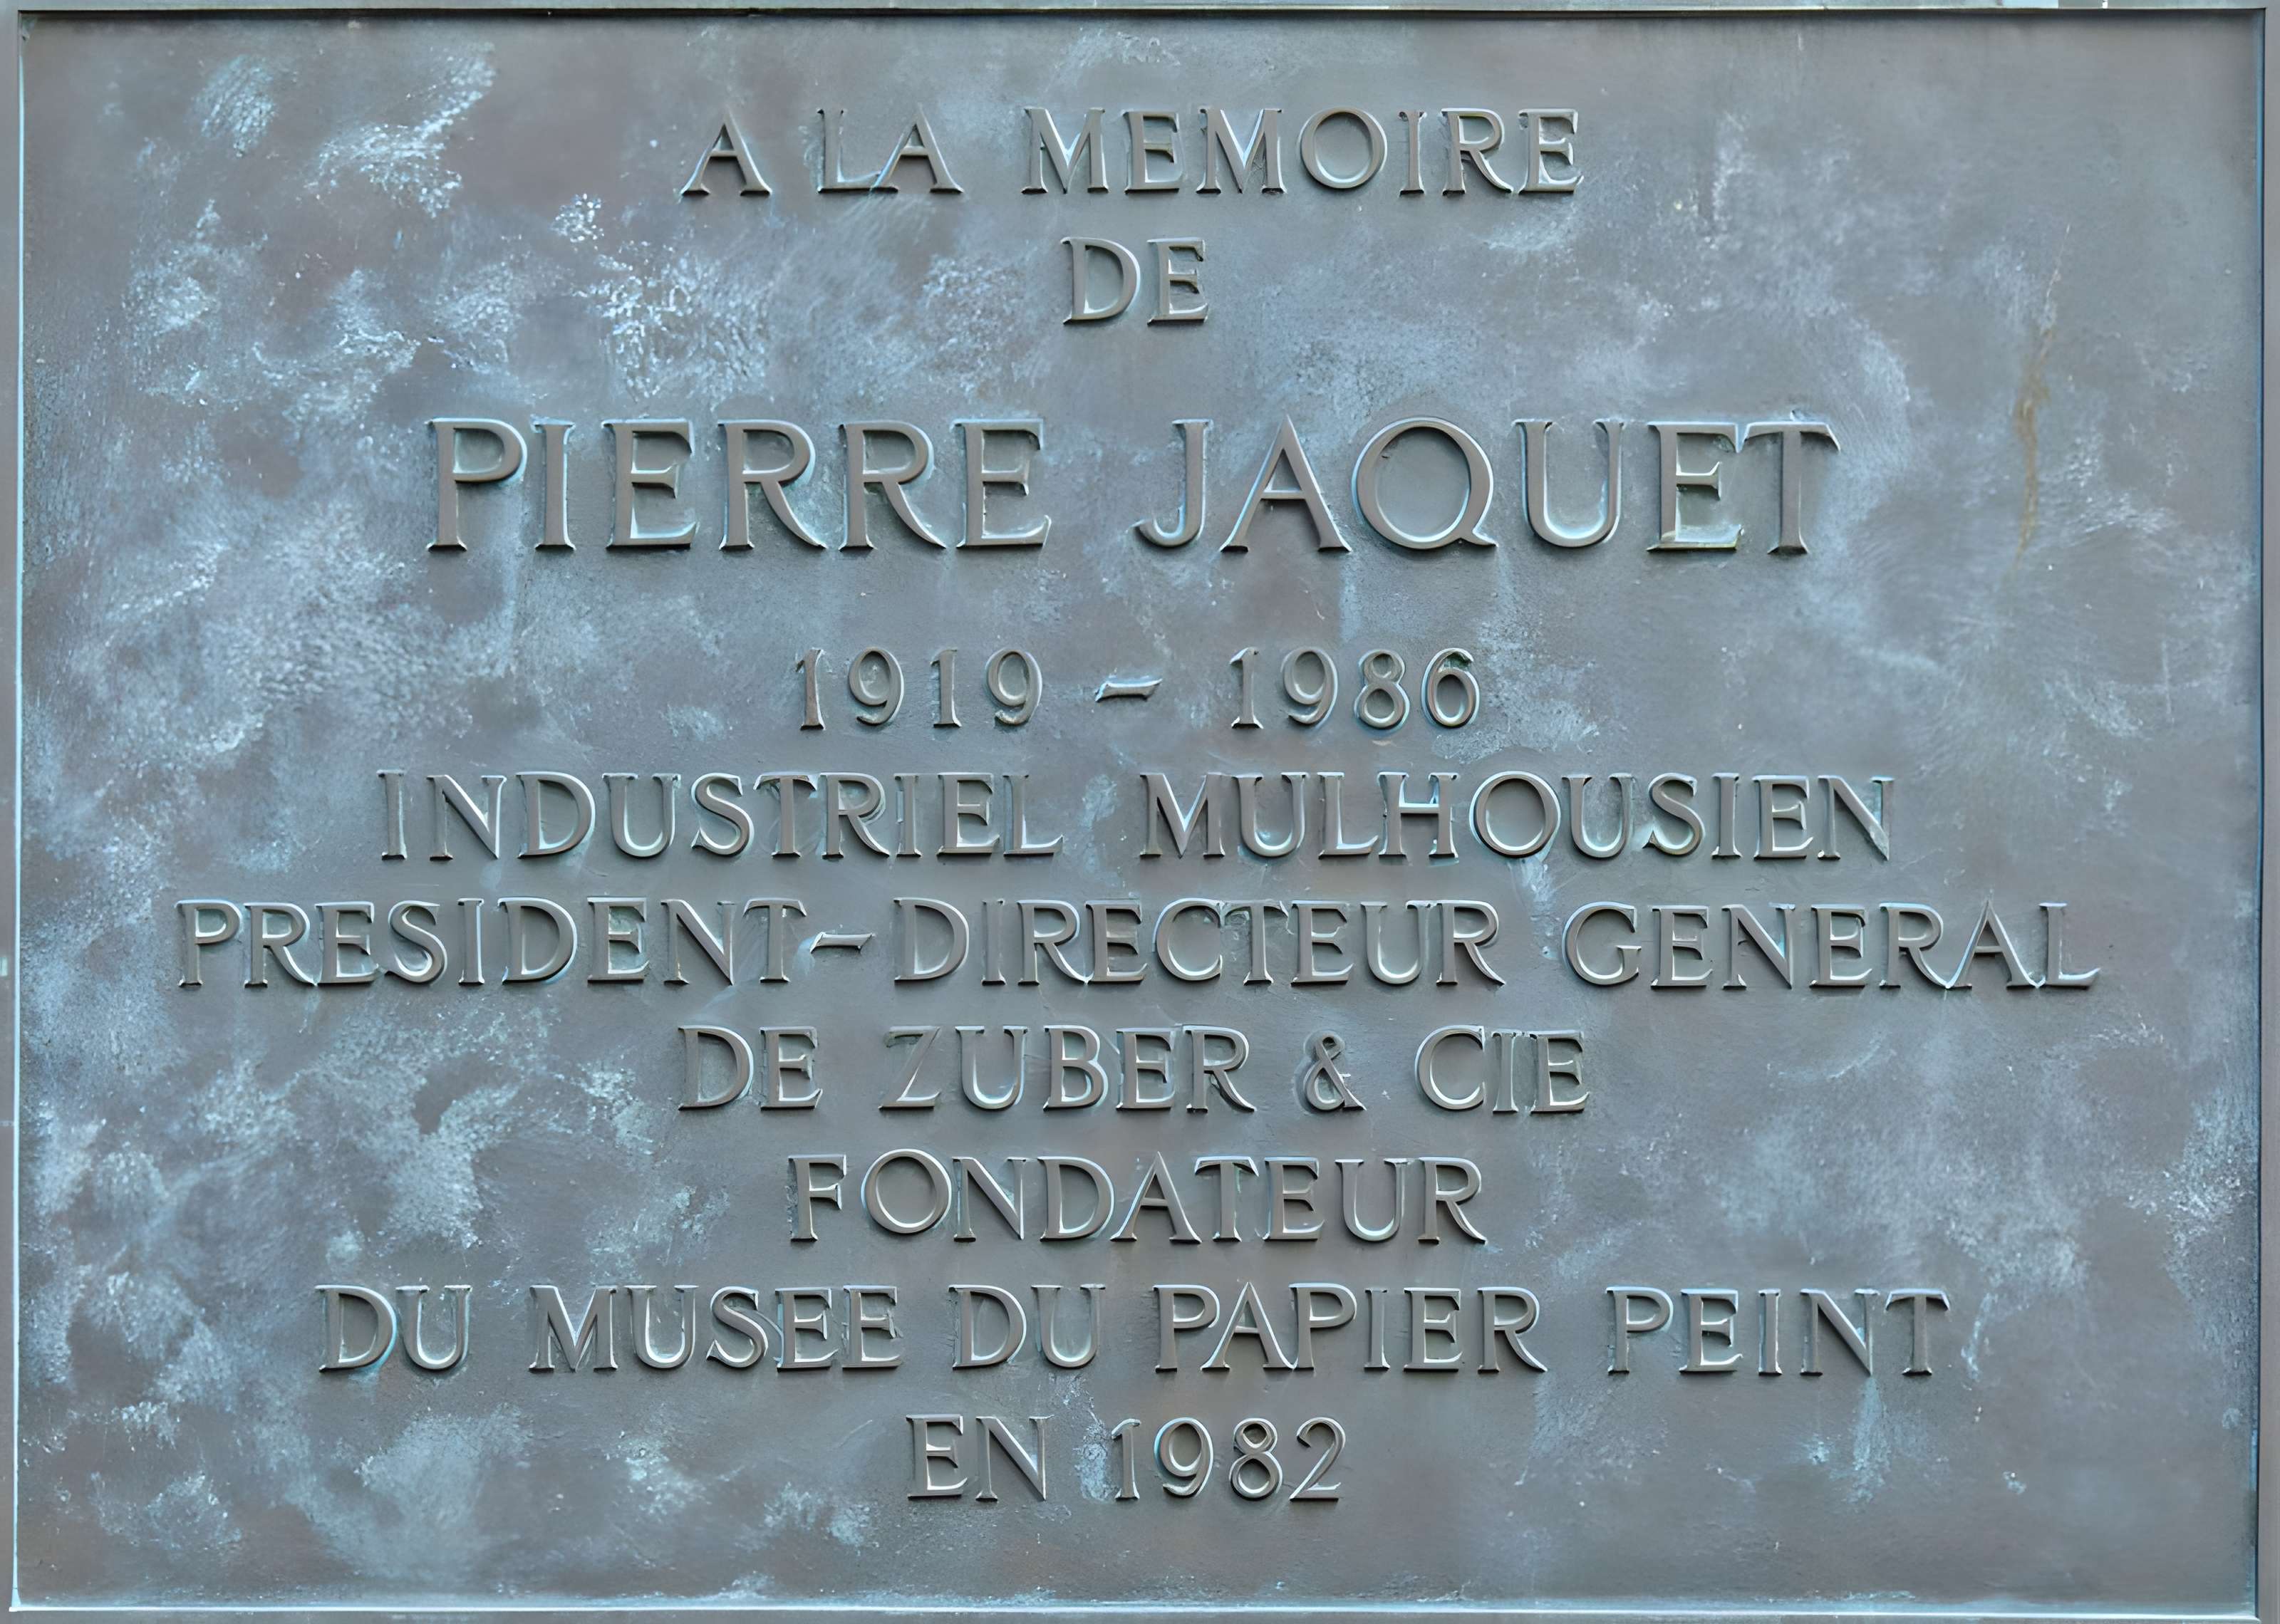 A LA MEMOIRE
DE
PIERRE JAQUET
1919 - 1986
INDUSTRIEL MULHOUSIEN
PRESIDENT-DIRECTEUR GENERAL
DE ZUBER & CIE
FONDATEUR
DU MUSEE DU PAPIER PEINT
EN 1982